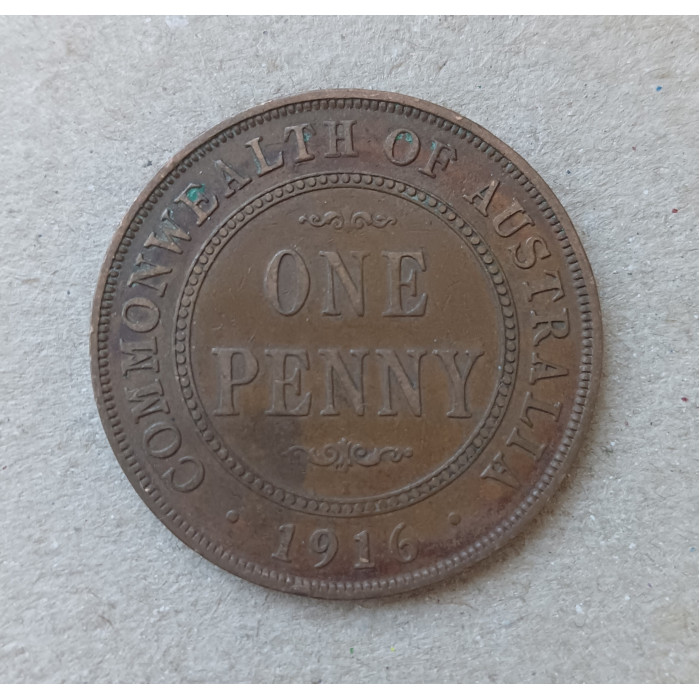 COMMONWEALTH OF AUSTRALIA
ONE
PENNY
· 1916 ·